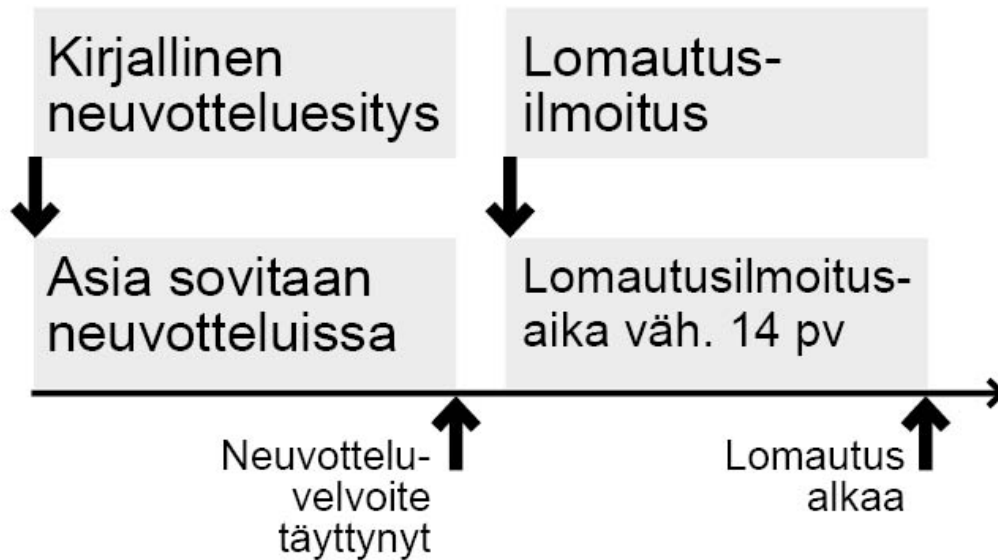 Kirjallinen
neuvotteluesitys
Lomautus-
ilmoitus
Asia sovitaan
neuvotteluissa
Lomautusilmoitus-
aika väh. 14 pv
Neuvottelu-
velvoite
täyttynyt
Lomautus
alkaa